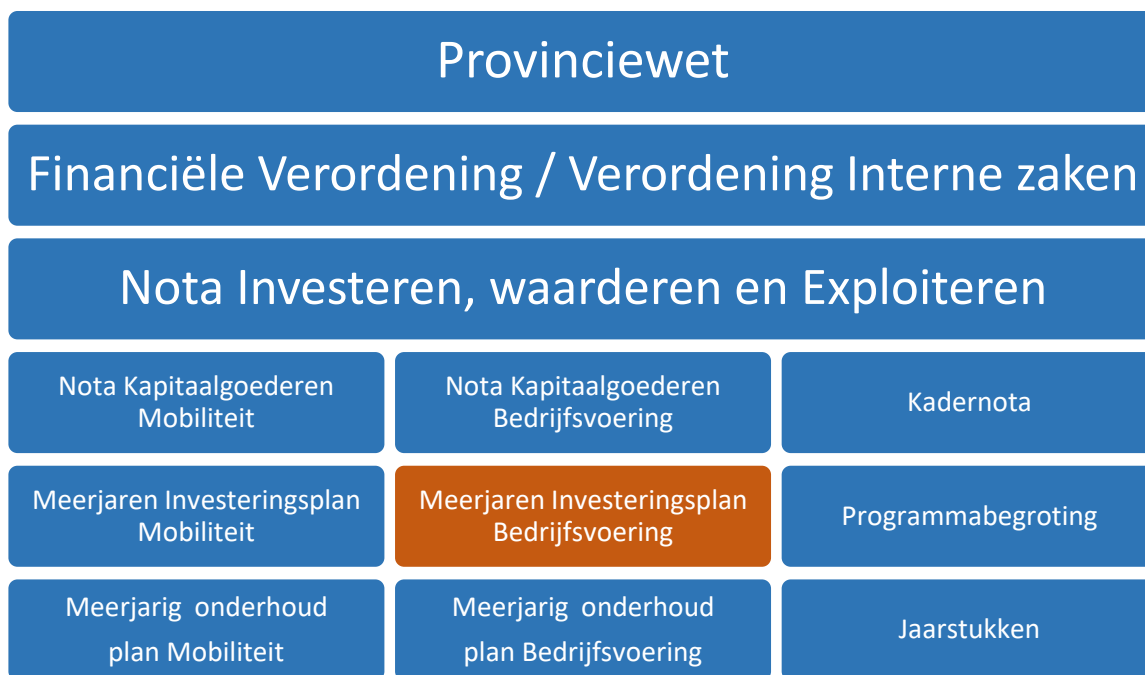 Provinciewet
Financiële Verordening / Verordening Interne zaken
Nota Investeren, waarderen en Exploiteren
Nota Kapitaalgoederen
Mobiliteit
Nota Kapitaalgoederen
Bedrijfsvoering
Kadernota
Meerjaren Investeringsplan
Mobiliteit
Meerjaren Investeringsplan
Bedrijfsvoering
Programmabegroting
Meerjarig onderhoud
plan Mobiliteit
Meerjarig onderhoud
plan Bedrijfsvoering
Jaarstukken